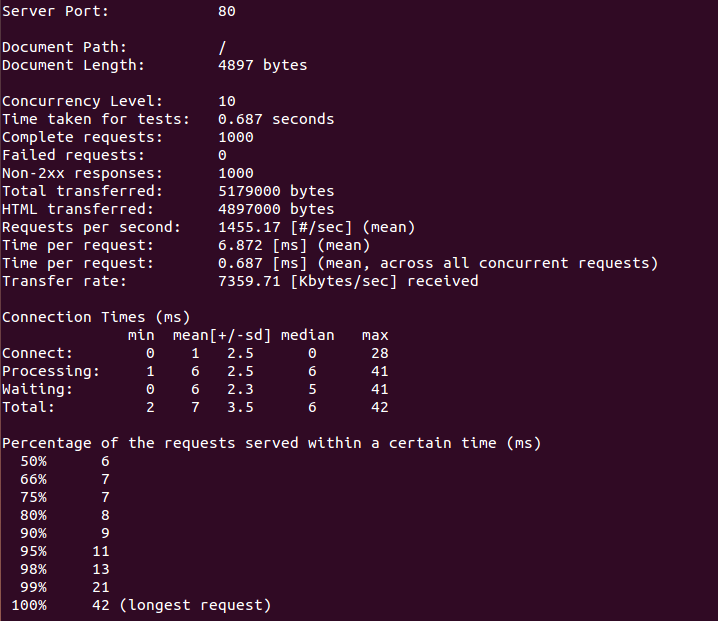 Server Port:            80
Document Path:          /
Document Length:        4897 bytes
Concurrency Level:      10
Time taken for tests:   0.687 seconds
Complete requests:      1000
Failed requests:        0
Non-2xx responses:      1000
Total transferred:      5179000 bytes
HTML transferred:       4897000 bytes
Requests per second:    1455.17 [#/sec] (mean)
Time per request:       6.872 [ms] (mean)
Time per request:       0.687 [ms] (mean, across all concurrent requests)
Transfer rate:          7359.71 [Kbytes/sec] received
Connection Times (ms)
              min  mean[+/-sd] median   max
Connect:        0    1   2.5      0      28
Processing:     1    6   2.5      6      41
Waiting:        0    6   2.3      5      41
Total:          2    7   3.5      6      42
Percentage of the requests served within a certain time (ms)
  50%      6
  66%      7
  75%      7
  80%      8
  90%      9
  95%     11
  98%     13
  99%     21
 100%     42 (longest request)